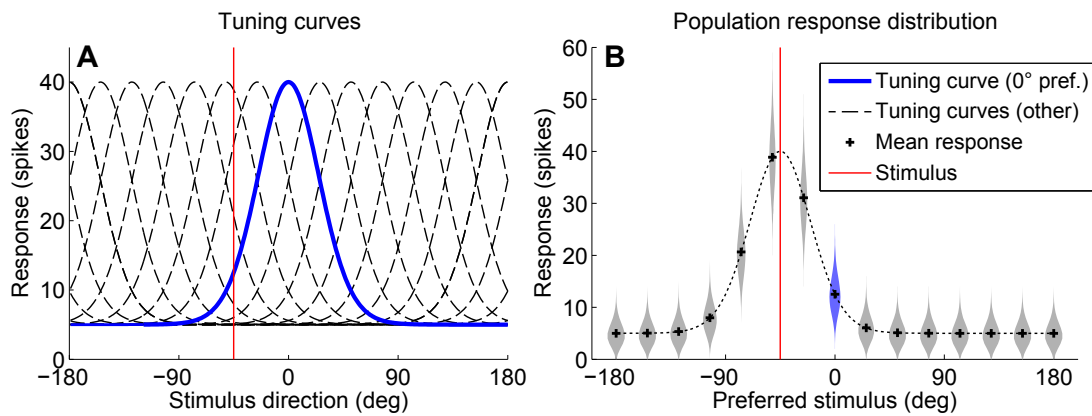 Tuning curves
A
Response (spikes)
40
30
20
10
0
−180
−90
0
90
180
Stimulus direction (deg)
Population response distribution
B
Response (spikes)
60
50
40
30
20
10
0
−180
−90
0
90
180
Preferred stimulus (deg)
Tuning curve (0° pref.)
Tuning curves (other)
Mean response
Stimulus